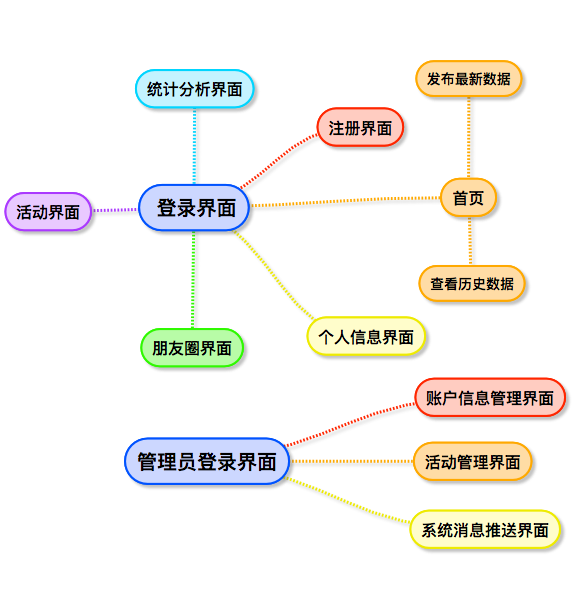 发布最新数据
统计分析界面
注册界面
首页
登录界面
活动界面
查看历史数据
个人信息界面
朋友圈界面
账户信息管理界面
管理员登录界面
活动管理界面
系统消息推送界面